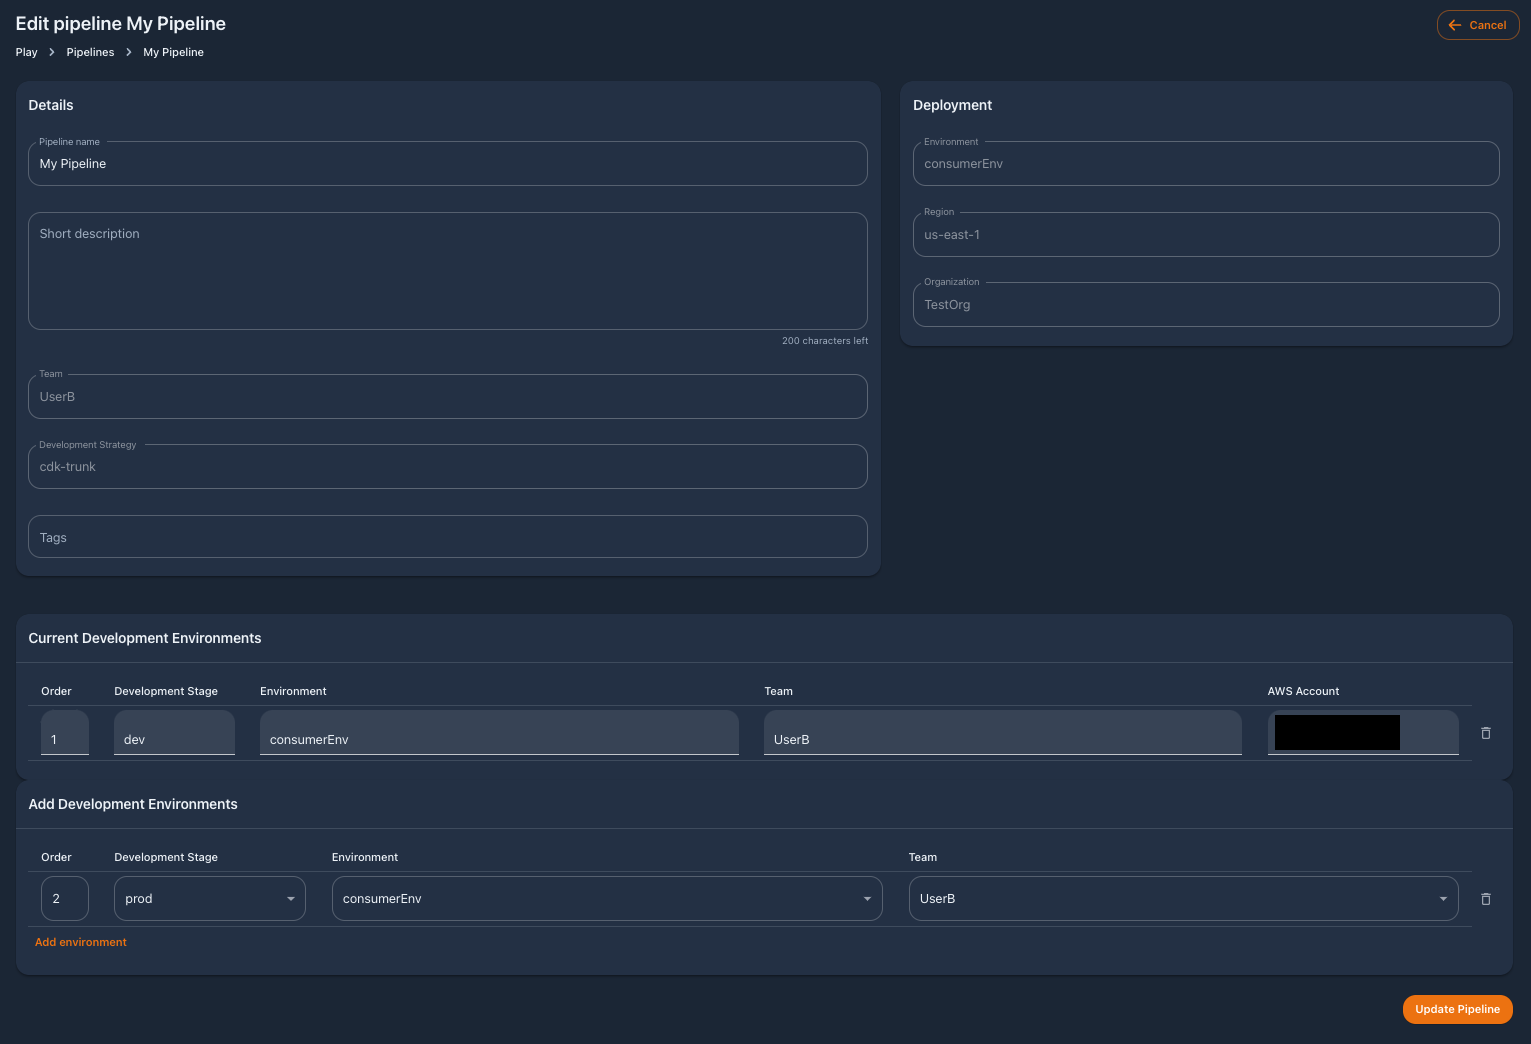 Edit pipeline My Pipeline
Cancel
Play > Pipelines > My Pipeline
Details
Pipeline name
My Pipeline
Short description
200 characters left
Team
UserB
Development Strategy
cdk-trunk
Tags
Deployment
Environment
consumerEnv
Region
us-east-1
Organization
TestOrg
Current Development Environments
Order Development Stage Environment Team AWS Account
1 dev consumerEnv UserB
Add Development Environments
Order Development Stage Environment Team
2 prod consumerEnv UserB
Add environment
Update Pipeline